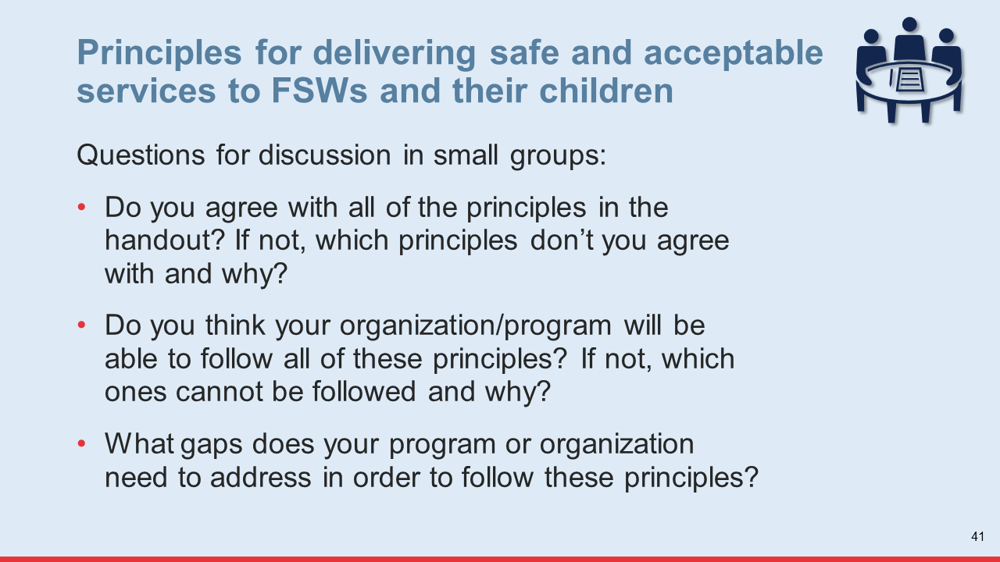 Principles for delivering safe and acceptable
services to FSWs and their children
Questions for discussion in small groups:
• Do you agree with all of the principles in the
handout? If not, which principles don’t you agree
with and why?
• Do you think your organization/program will be
able to follow all of these principles? If not, which
ones cannot be followed and why?
• What gaps does your program or organization
need to address in order to follow these principles?
41